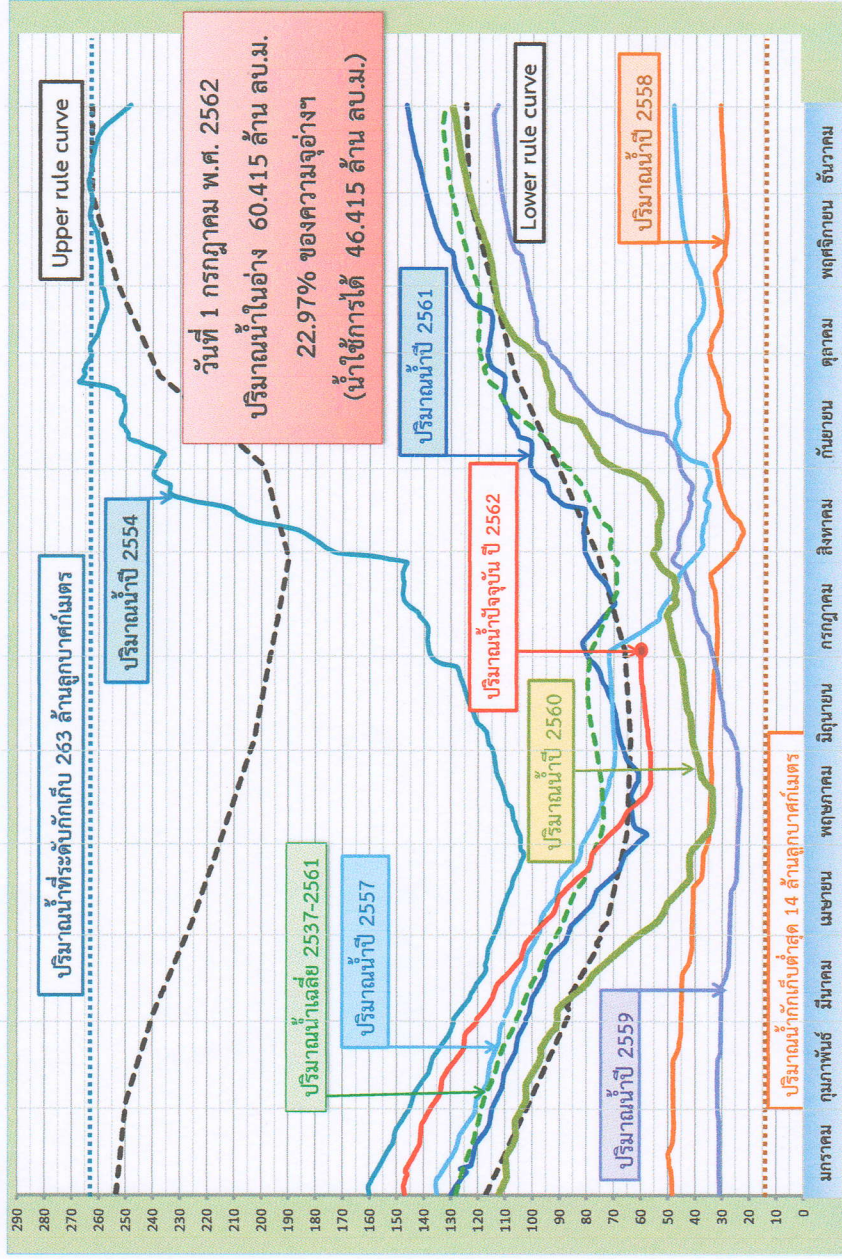 ปริมาณน้ำที่ระดับกักเก็บ 263 ล้านลูกบาศก์เมตร
Upper rule curve
ปริมาณน้ำปี 2554
วันที่ 1 กรกฎาคม พ.ศ. 2562
ปริมาณน้ำในอ่าง 60.415 ล้าน ลบ.ม.
22.97% ของความจุอ่างฯ
(น้ำใช้การได้ 46.415 ล้าน ลบ.ม.)
ปริมาณน้ำเฉลี่ย 2537-2561
ปริมาณน้ำปี 2557
ปริมาณน้ำปี 2561
ปริมาณน้ำปัจจุบัน ปี 2562
Lower rule curve
ปริมาณน้ำปี 2560
ปริมาณน้ำปี 2559
ปริมาณน้ำปี 2558
ปริมาณน้ำกักเก็บต่ำสุด 14 ล้านลูกบาศก์เมตร
290
280
270
260
250
240
230
220
210
200
190
180
170
160
150
140
130
120
110
100
90
80
70
60
50
40
30
20
10
0
มกราคม กุมภาพันธ์ มีนาคม เมษายน พฤษภาคม มิถุนายน กรกฎาคม สิงหาคม กันยายน ตุลาคม พฤศจิกายน ธันวาคม